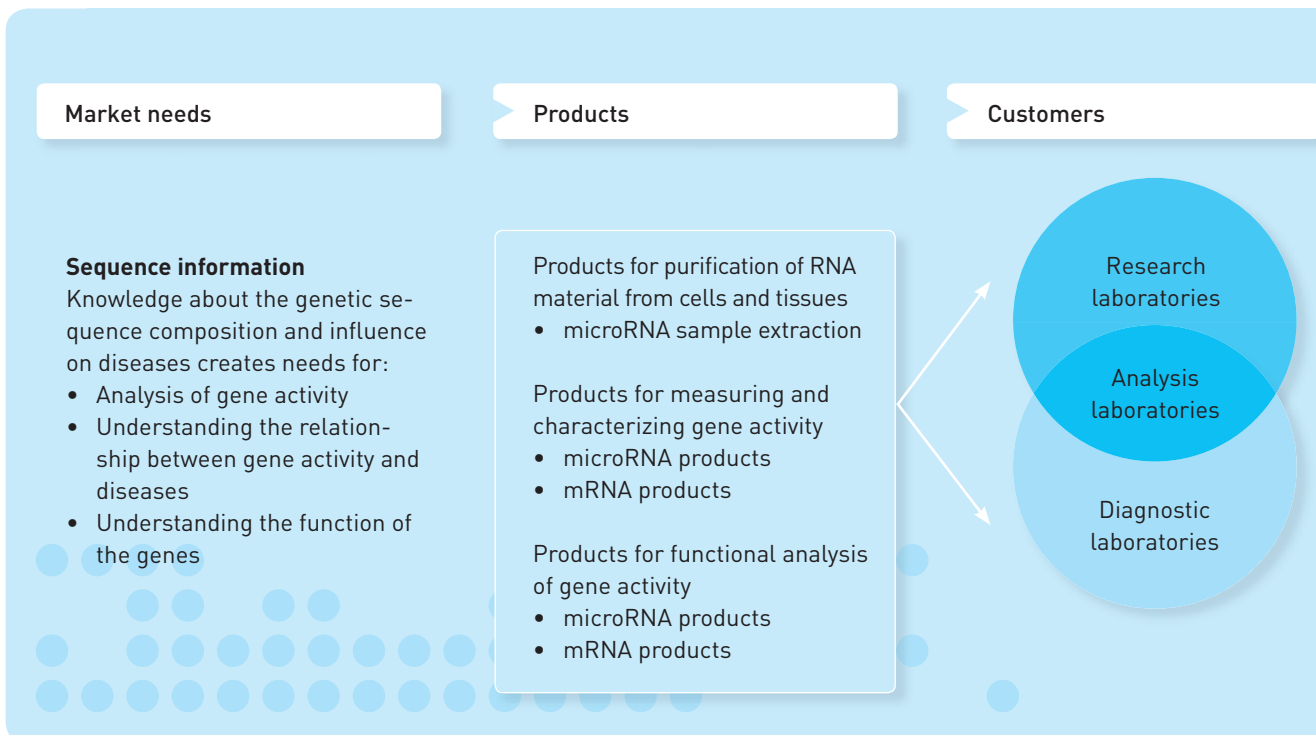 Market needs
Products
Customers
Sequence information
Knowledge about the genetic se-
quence composition and influence
on diseases creates needs for:
• Analysis of gene activity
• Understanding the relation-
ship between gene activity and
diseases
• Understanding the function of
the genes
Products for purification of RNA
material from cells and tissues
• microRNA sample extraction
Products for measuring and
characterizing gene activity
• microRNA products
• mRNA products
Products for functional analysis
of gene activity
• microRNA products
• mRNA products
Research
laboratories
Analysis
laboratories
Diagnostic
laboratories